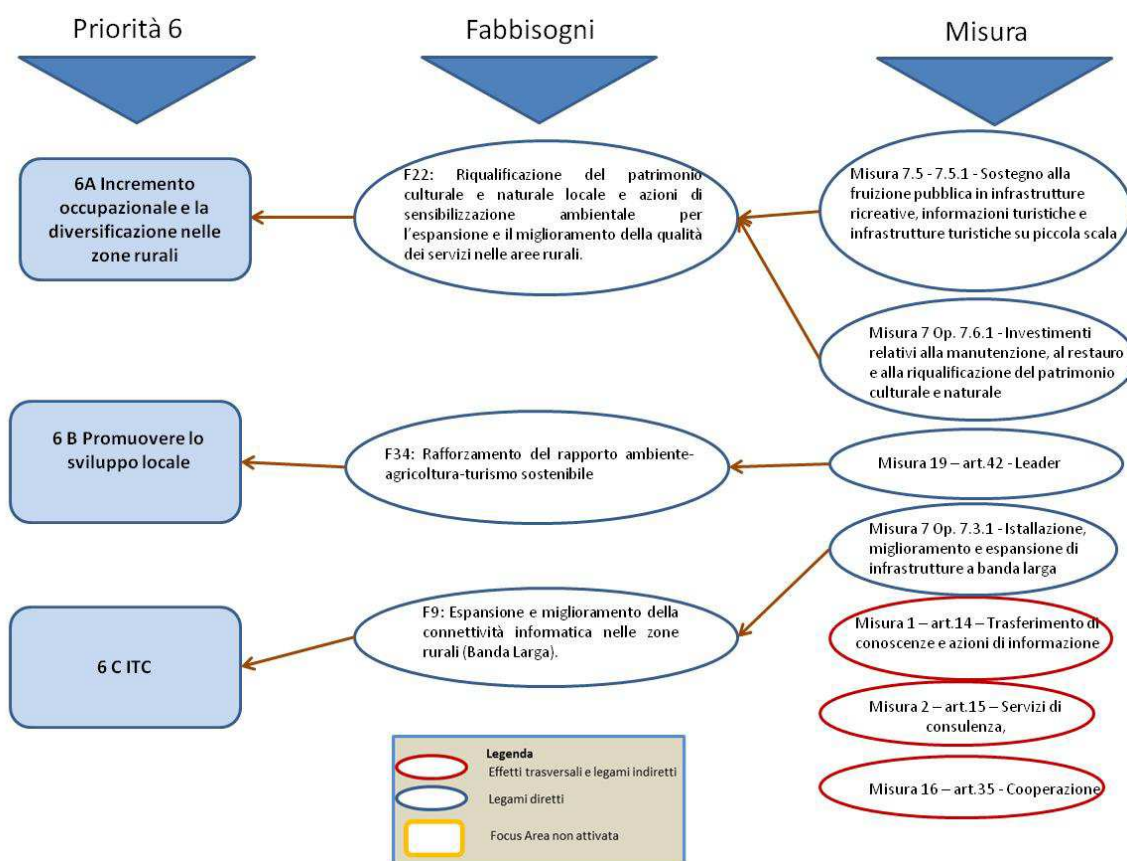 Priorità 6
Fabbisogni
Misura
6A Incremento
occupazionale e la
diversificazione nelle
zone rurali
F22: Riqualificazione del patrimonio
culturale e naturale locale e azioni di
sensibilizzazione ambientale per
l'espansione e il miglioramento della qualità
dei servizi nelle aree rurali.
Misura 7.5 - 7.5.1 - Sostegno alla
fruizione pubblica in infrastrutture
ricreative, informazioni turistiche e
infrastrutture turistiche su piccola scala
Misura 7 Op. 7.6.1 - Investimenti
relativi alla manutenzione, al restauro
e alla riqualificazione del patrimonio
culturale e naturale
6 B Promuovere lo
sviluppo locale
F34: Rafforzamento del rapporto ambiente-
agricoltura-turismo sostenibile
Misura 19 – art.42 - Leader
Misura 7 Op. 7.3.1 - Istallazione,
miglioramento e espansione di
infrastrutture a banda larga
6 C ITC
F9: Espansione e miglioramento della
connettività informatica nelle zone
rurali (Banda Larga).
Misura 1 – art.14 – Trasferimento di
conoscenze e azioni di informazione
Misura 2 – art.15 – Servizi di
consulenza,
Misura 16 – art.35 - Cooperazione
Legenda
Effetti trasversali e legami indiretti
Legami diretti
Focus Area non attivata